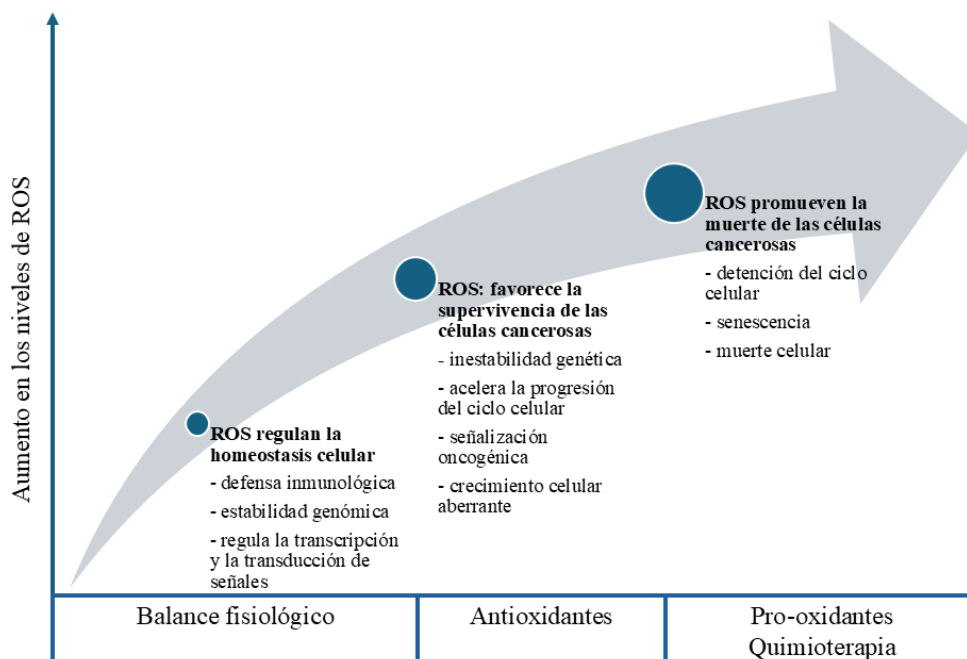 Aumento en los niveles de ROS
ROS regulan la
homeostasis celular
- defensa inmunológica
- estabilidad genómica
- regula la transcripción
y la transducción de
señales
ROS: favorece la
supervivencia de las
células cancerosas
- inestabilidad genética
- acelera la progresión
del ciclo celular
- señalización
oncogénica
- crecimiento celular
aberrante
ROS promueven la
muerte de las células
cancerosas
- detención del ciclo
celular
- senescencia
- muerte celular
Balance fisiológico
Antioxidantes
Pro-oxidantes
Quimioterapia